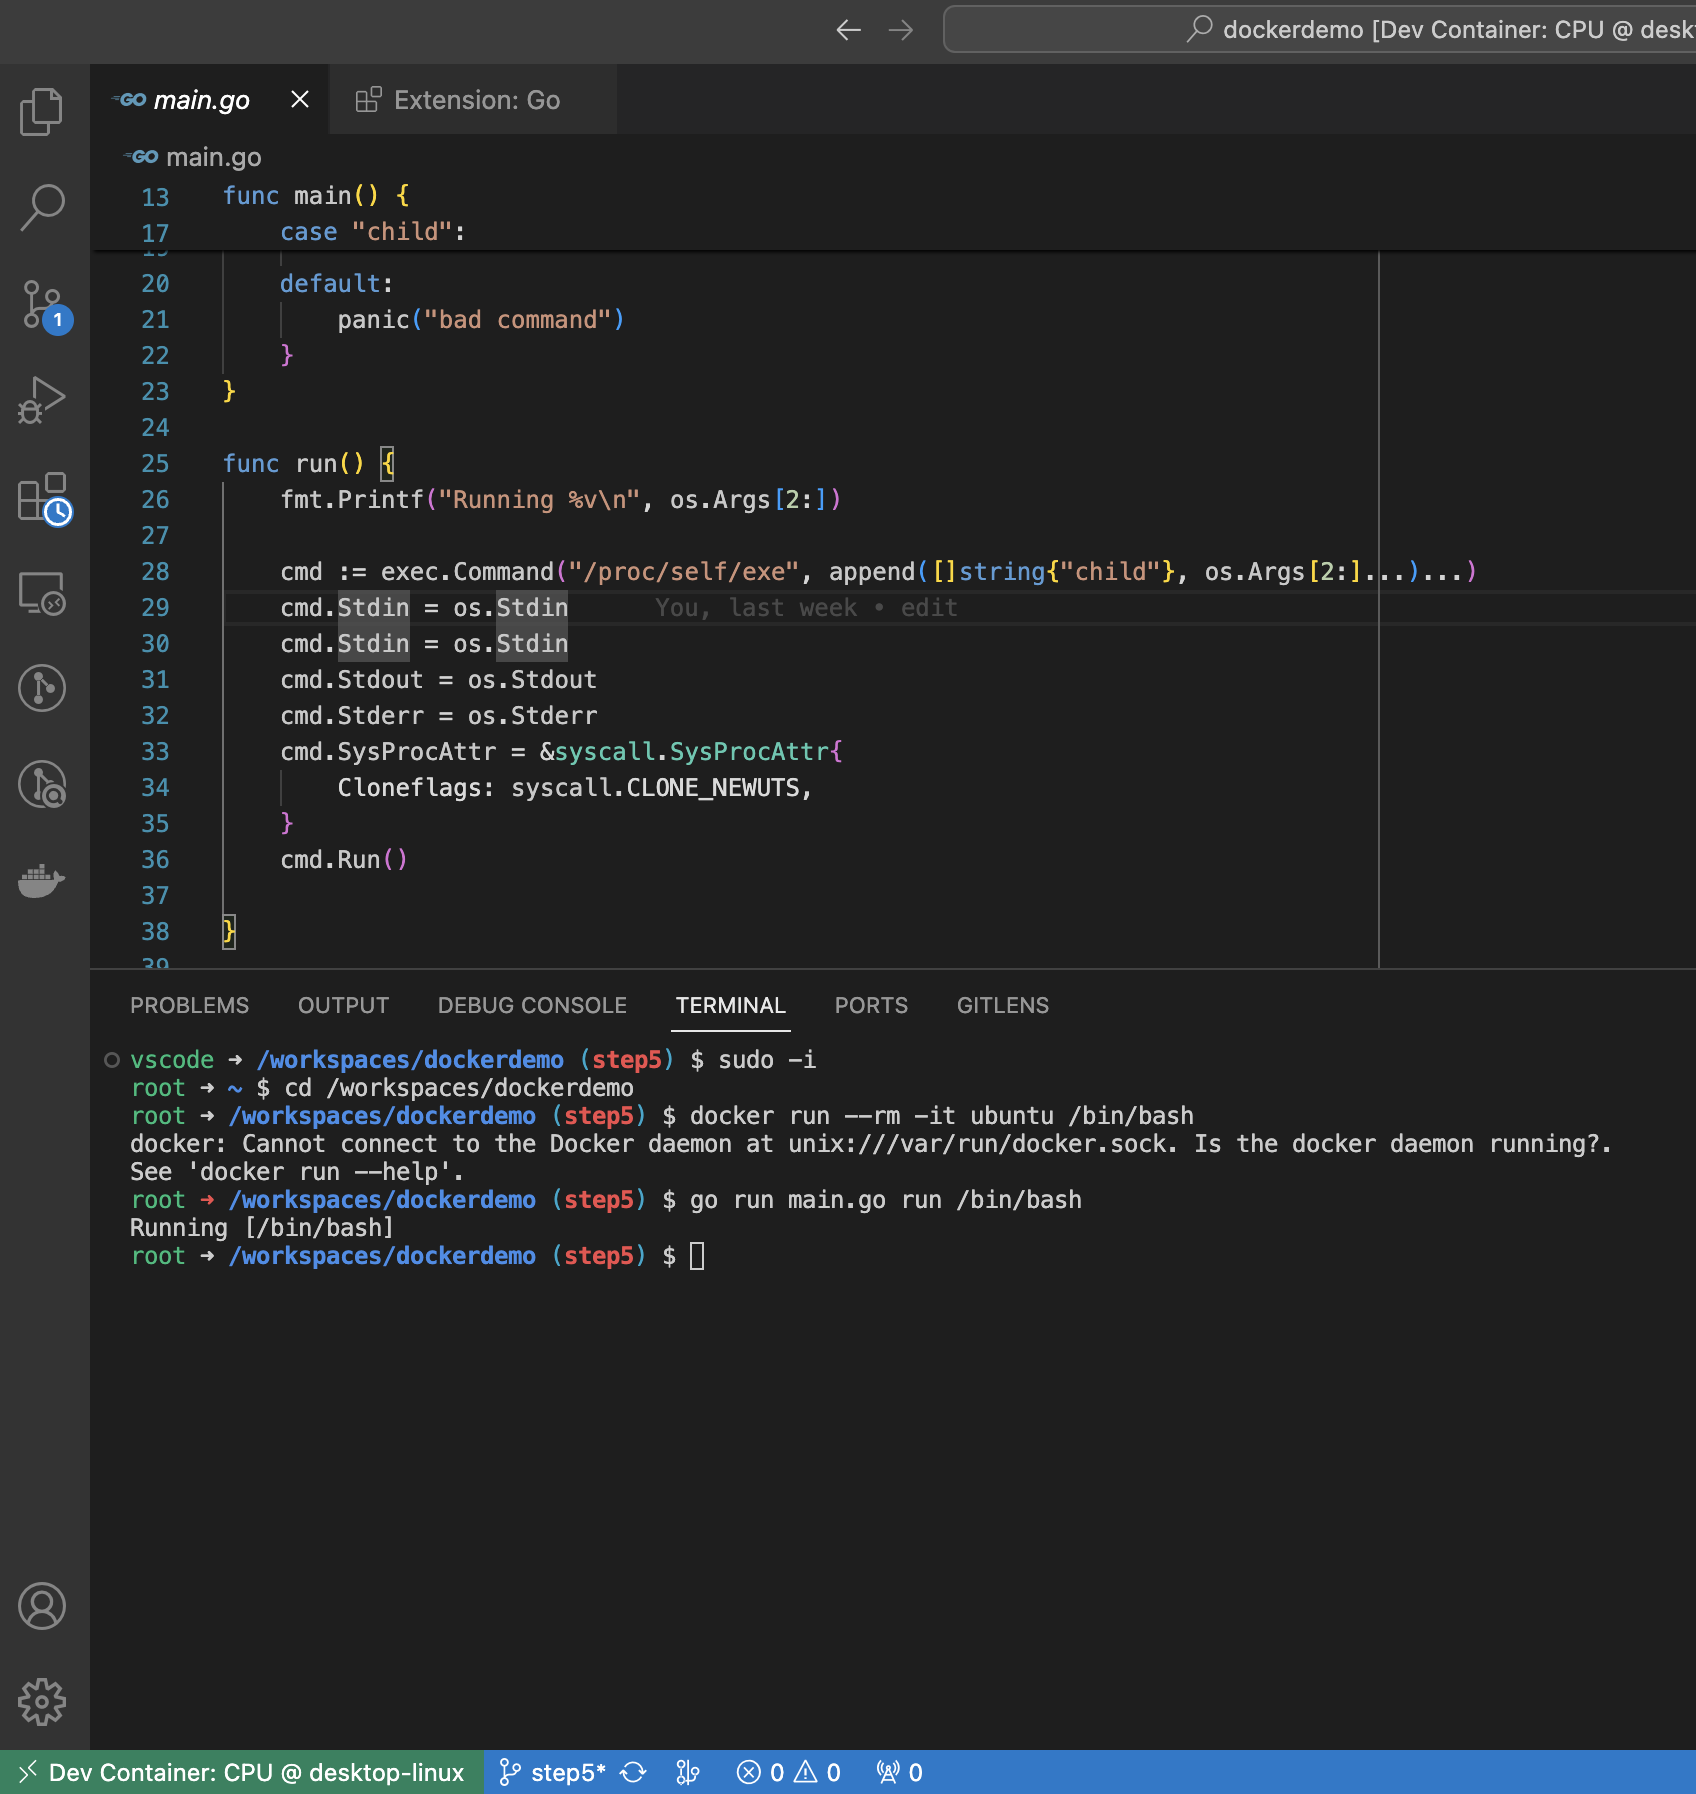 dockerdemo [Dev Container: CPU @ desk
GO main.go Extension: Go
GO main.go
13 func main() {
17 case "child":
19
20 default:
21 panic("bad command")
22 }
23 }
24
25 func run() {
26 fmt.Printf("Running %v\n", os.Args[2:])
27
28 cmd := exec.Command("/proc/self/exe", append([]string{"child"}, os.Args[2:]...)...)
29 cmd.Stdin = os.Stdin You, last week • edit
30 cmd.Stdin = os.Stdin
31 cmd.Stdout = os.Stdout
32 cmd.Stderr = os.Stderr
33 cmd.SysProcAttr = &syscall.SysProcAttr{
34 Cloneflags: syscall.CLONE_NEWUTS,
35 }
36 cmd.Run()
37
38 }
39
1
PROBLEMS OUTPUT DEBUG CONSOLE TERMINAL PORTS GITLENS
vscode ➜ /workspaces/dockerdemo (step5) $ sudo -i
root ➜ ~ $ cd /workspaces/dockerdemo
root ➜ /workspaces/dockerdemo (step5) $ docker run --rm -it ubuntu /bin/bash
docker: Cannot connect to the Docker daemon at unix:///var/run/docker.sock. Is the docker daemon running?.
See 'docker run --help'.
root ➜ /workspaces/dockerdemo (step5) $ go run main.go run /bin/bash
Running [/bin/bash]
root ➜ /workspaces/dockerdemo (step5) $
Dev Container: CPU @ desktop-linux step5* 0 0 0